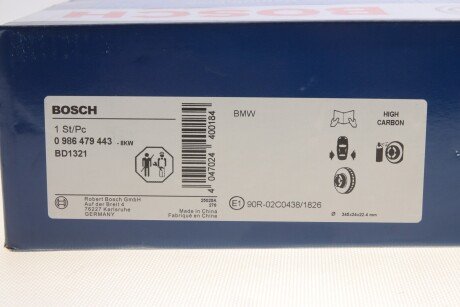 BOSCH
BOSCH
1 St/Pc
0 986 479 443 - 8KW
BD1321
4 047024 400184
BMW
HIGH
CARBON
Robert Bosch GmbH
Auf der Breit 4
76227 Karlsruhe
GERMANY
Made in China
Fabriqué en Chine
E1 90R-02C0438/1826